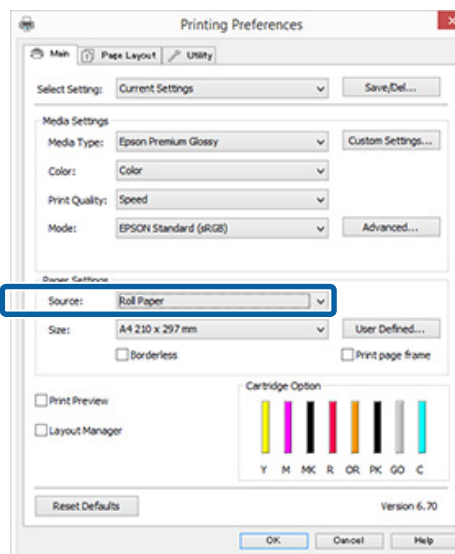 Printing Preferences
Main Page Layout Utility
Select Setting: Current Settings Save/Del...
Media Settings
Media Type: Epson Premium Glossy Custom Settings...
Color: Color
Print Quality: Speed
Mode: EPSON Standard (sRGB) Advanced...
Paper Settings
Source: Roll Paper
Size: A4 210 x 297 mm User Defined...
Borderless Print page frame
Cartridge Option
Print Preview
Layout Manager
Y M MK R OR PK GO C
Reset Defaults Version 6.70
OK Cancel Help